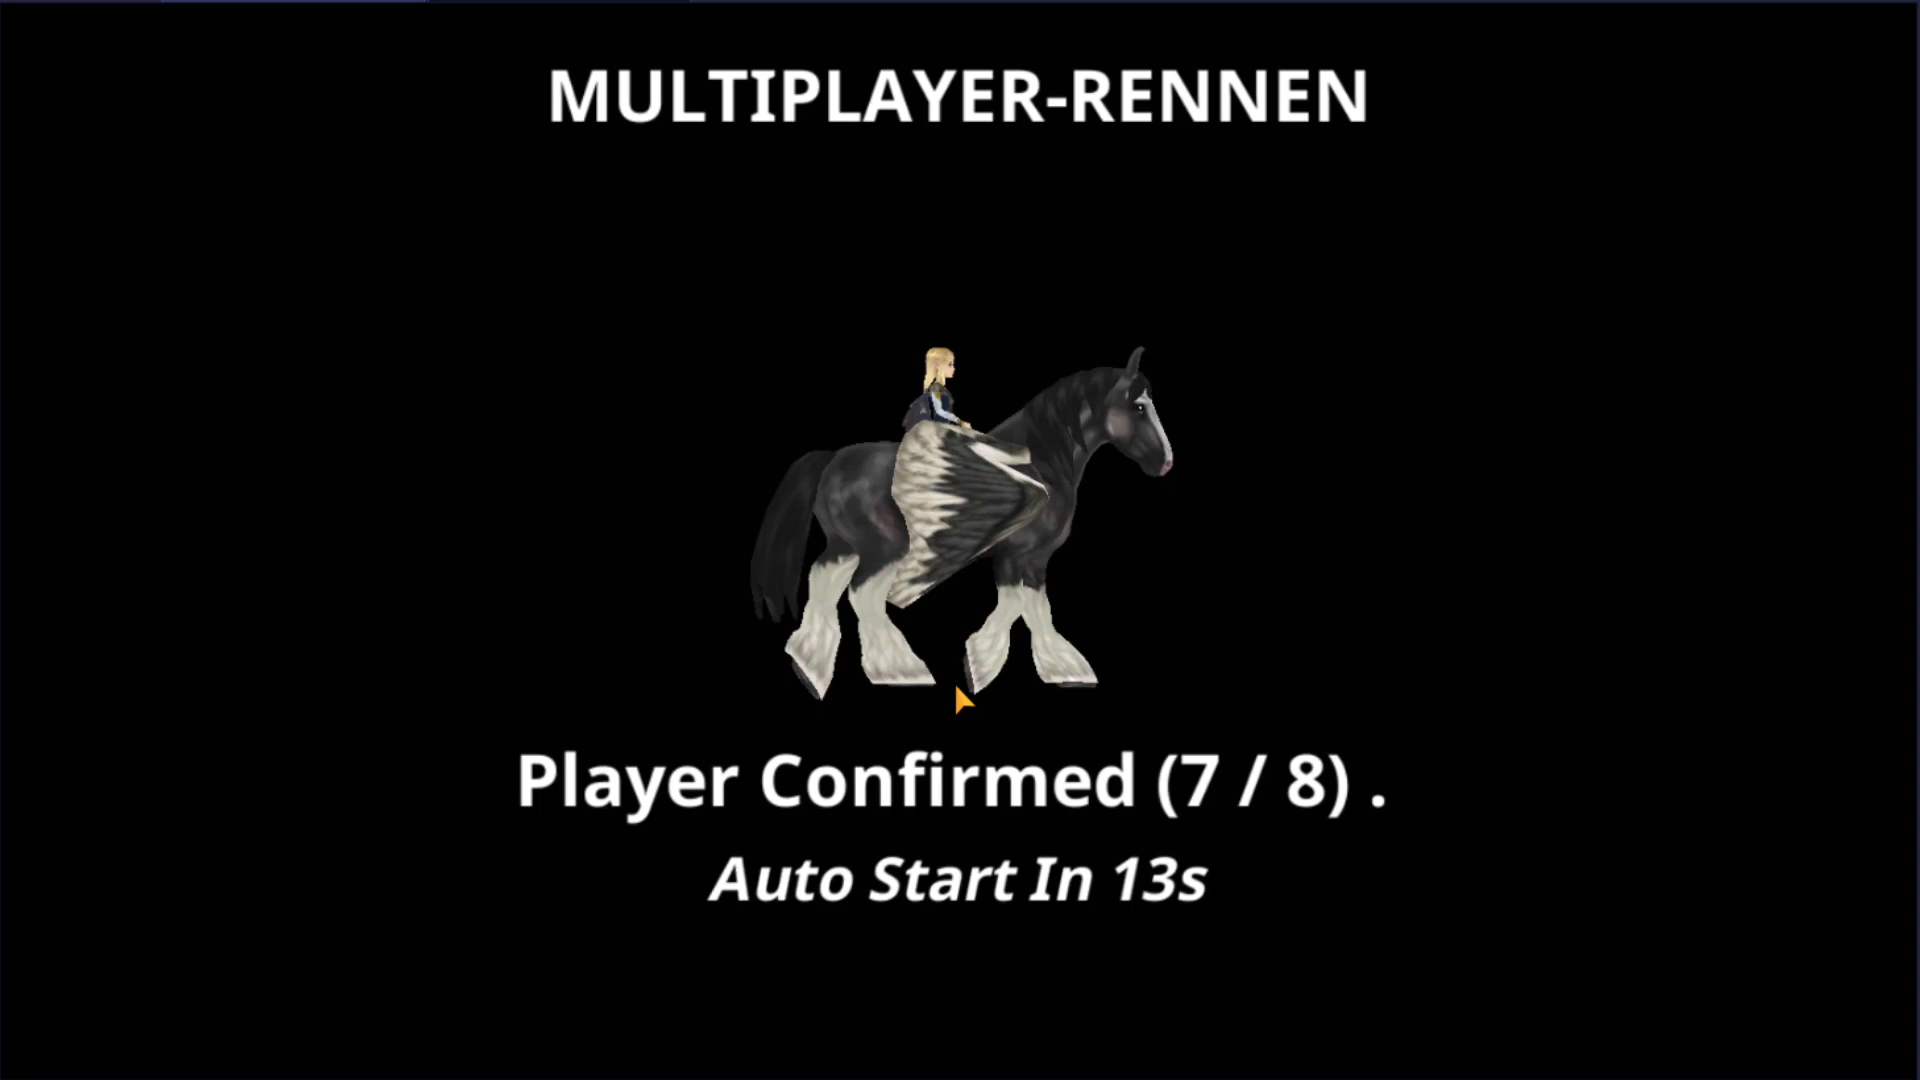 MULTIPLAYER-RENNEN
Player Confirmed (7 / 8) .
Auto Start In 13s